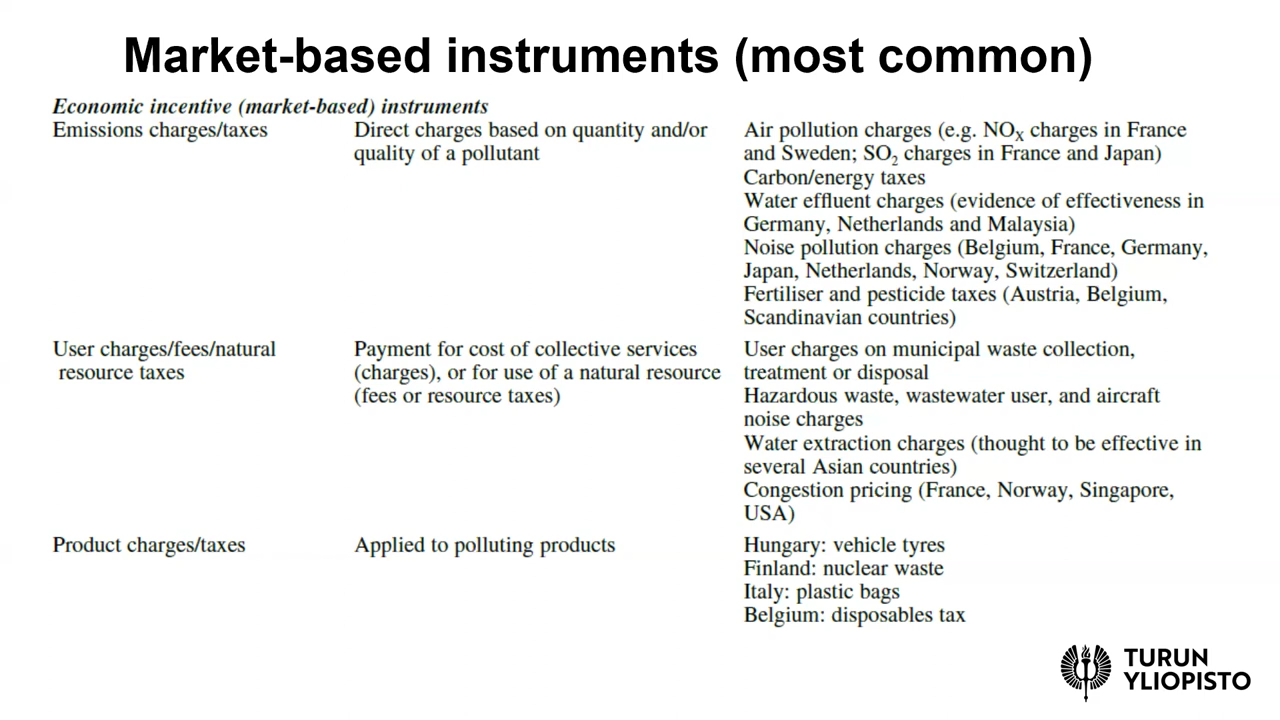 Market-based instruments (most common)
Economic incentive (market-based) instruments
Emissions charges/taxes
Direct charges based on quantity and/or
quality of a pollutant
Air pollution charges (e.g. NOX charges in France
and Sweden; SO2 charges in France and Japan)
Carbon/energy taxes
Water effluent charges (evidence of effectiveness in
Germany, Netherlands and Malaysia)
Noise pollution charges (Belgium, France, Germany,
Japan, Netherlands, Norway, Switzerland)
Fertiliser and pesticide taxes (Austria, Belgium,
Scandinavian countries)
User charges/fees/natural
resource taxes
Payment for cost of collective services
(charges), or for use of a natural resource
(fees or resource taxes)
User charges on municipal waste collection,
treatment or disposal
Hazardous waste, wastewater user, and aircraft
noise charges
Water extraction charges (thought to be effective in
several Asian countries)
Congestion pricing (France, Norway, Singapore,
USA)
Product charges/taxes
Applied to polluting products
Hungary: vehicle tyres
Finland: nuclear waste
Italy: plastic bags
Belgium: disposables tax
TURUN
YLIOPISTO